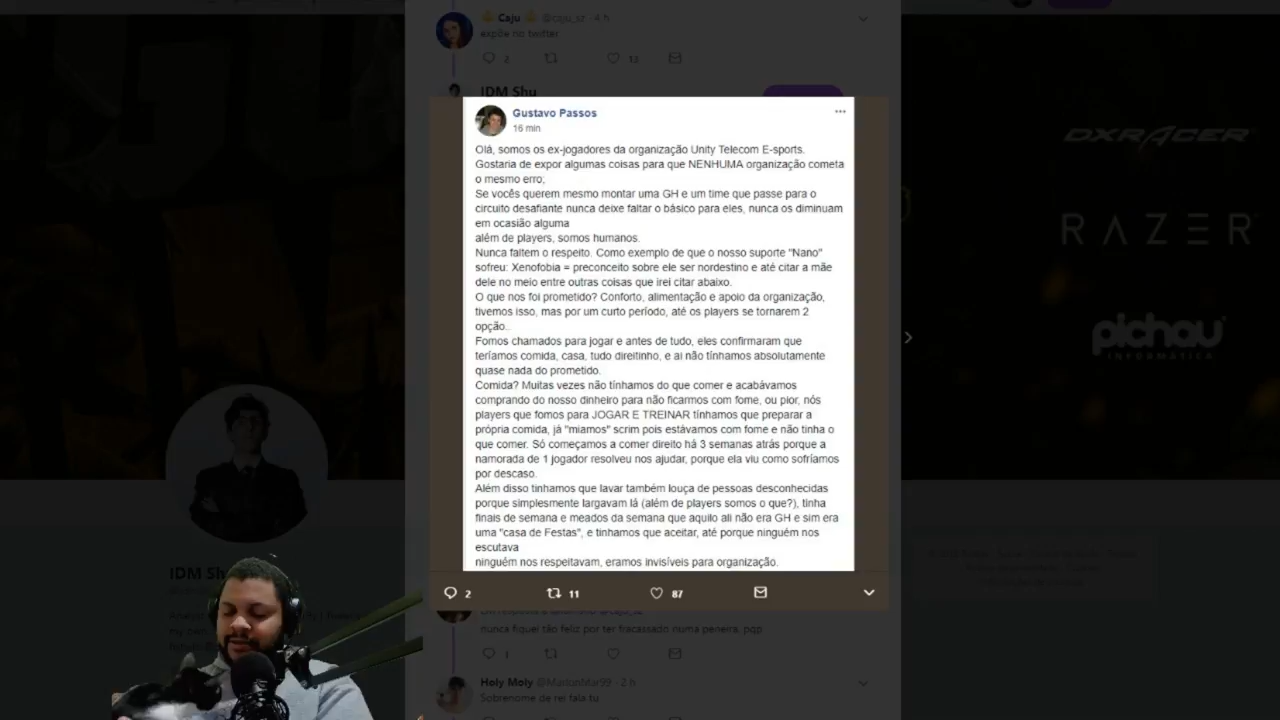 Caju @caju_sz · 4 h
expõe no twitter
2 13
IDM Shu
Gustavo Passos
16 min
Olá, somos os ex-jogadores da organização Unity Telecom E-sports.
Gostaria de expor algumas coisas para que NENHUMA organização cometa
o mesmo erro;
Se vocês querem mesmo montar uma GH e um time que passe para o
circuito desafiante nunca deixe faltar o básico para eles, nunca os diminuam
em ocasião alguma
além de players, somos humanos.
Nunca faltem o respeito. Como exemplo de que o nosso suporte "Nano"
sofreu: Xenofobia = preconceito sobre ele ser nordestino e até citar a mãe
dele no meio entre outras coisas que irei citar abaixo.
O que nos foi prometido? Conforto, alimentação e apoio da organização,
tivemos isso, mas por um curto período, até os players se tornarem 2
opção..
Fomos chamados para jogar e antes de tudo, eles confirmaram que
teríamos comida, casa, tudo direitinho, e ai não tínhamos absolutamente
quase nada do prometido.
Comida? Muitas vezes não tínhamos do que comer e acabávamos
comprando do nosso dinheiro para não ficarmos com fome, ou pior, nós
players que fomos para JOGAR E TREINAR tínhamos que preparar a
própria comida, já "miamos" scrim pois estávamos com fome e não tinha o
que comer. Só começamos a comer direito há 3 semanas atrás porque a
namorada de 1 jogador resolveu nos ajudar, porque ela viu como sofríamos
por descaso.
Além disso tinhamos que lavar também louça de pessoas desconhecidas
porque simplesmente largavam lá (além de players somos o que?), tinha
finais de semana e meados da semana que aquilo ali não era GH e sim era
uma "casa de Festas", e tinhamos que aceitar, até porque ninguém nos
escutava
ninguém nos respeitavam, eramos invisíveis para organização.
2 11 87
nunca fiquei tão feliz por ter fracassado numa peneira, pqp
1
Holy Moly @MarlonMar99 · 2 h
Sobrenome de rei fala tu
IDM Sh
DXRACER
RAZER
pichau
INFORMÁTICA